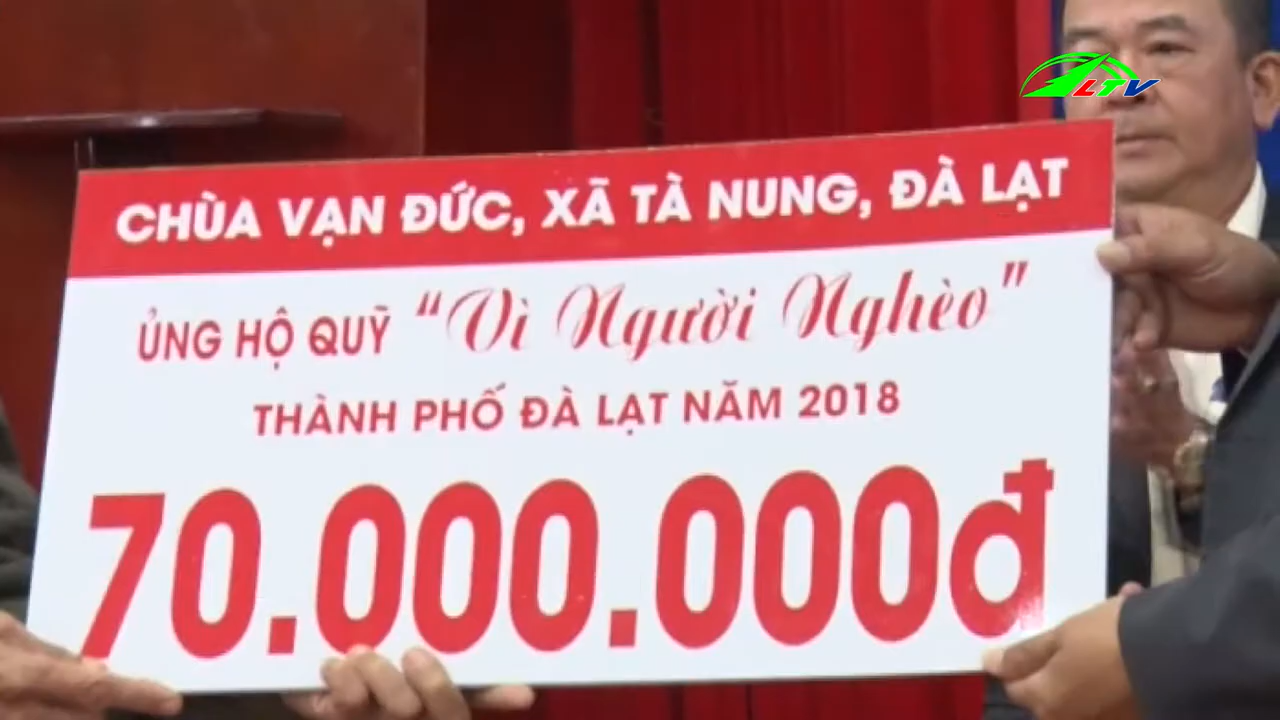 LTV
CHÙA VẠN ĐỨC, XÃ TÀ NUNG, ĐÀ LẠT
ỦNG HỘ QUỸ "Vì Người Nghèo"
THÀNH PHỐ ĐÀ LẠT NĂM 2018
70.000.000đ